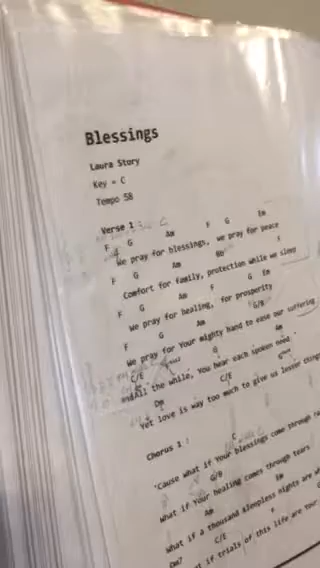 Blessings
Laura Story
Key = C
Tempo 58
Verse 1
F G Am F G Em
We pray for blessings, we pray for peace
F G Am Bb F
Comfort for family, protection while we sleep
F G Am F G Em
We pray for healing, for prosperity
F G Am G/B
We pray for Your mighty hand to ease our suffering
C/E G Am
and All the while, You hear each spoken need
Dm C/E
Yet love is way too much to give us lesser things
Chorus 1 :
C
'Cause what if Your blessings come through
G/B
What if Your healing comes through tears
Am Em
What if a thousand sleepless nights are
Dm7 C/E F
if trials of this life are Your